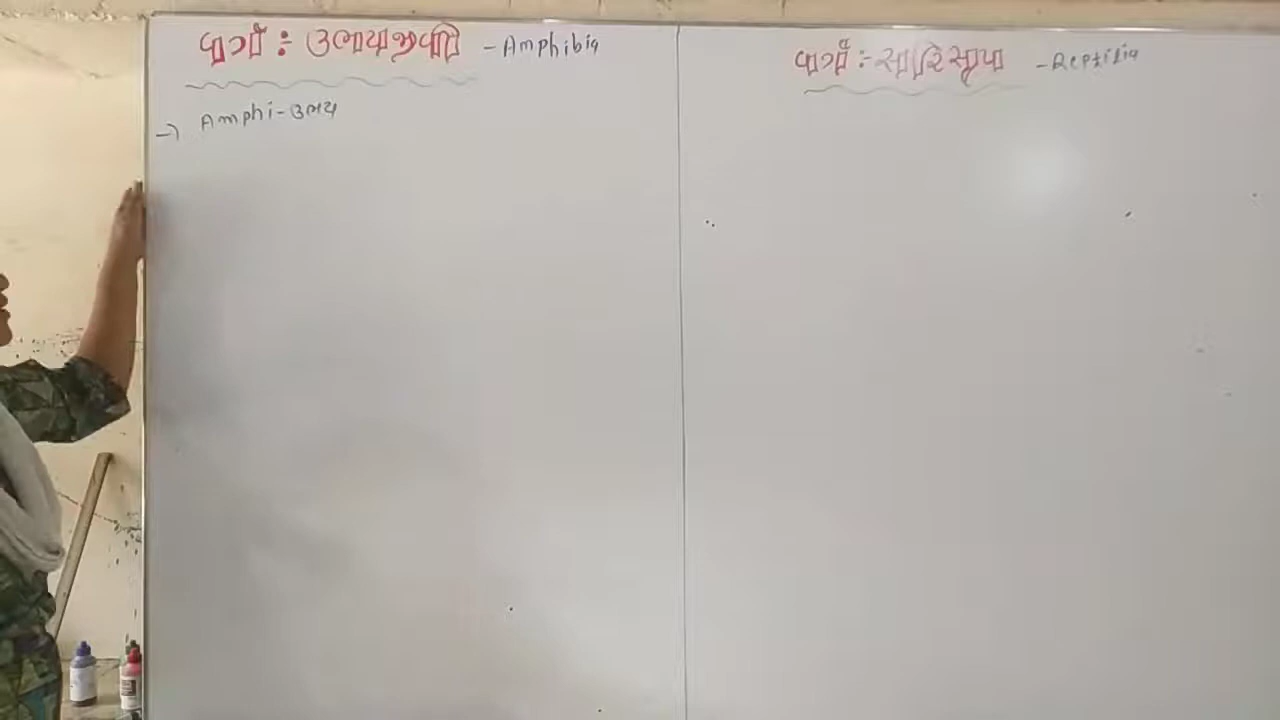 વર્ગ : ઉભયજીવી - Amphibia
→ Amphi - ઉભય
વર્ગ : સરિસૃપ - Reptilia